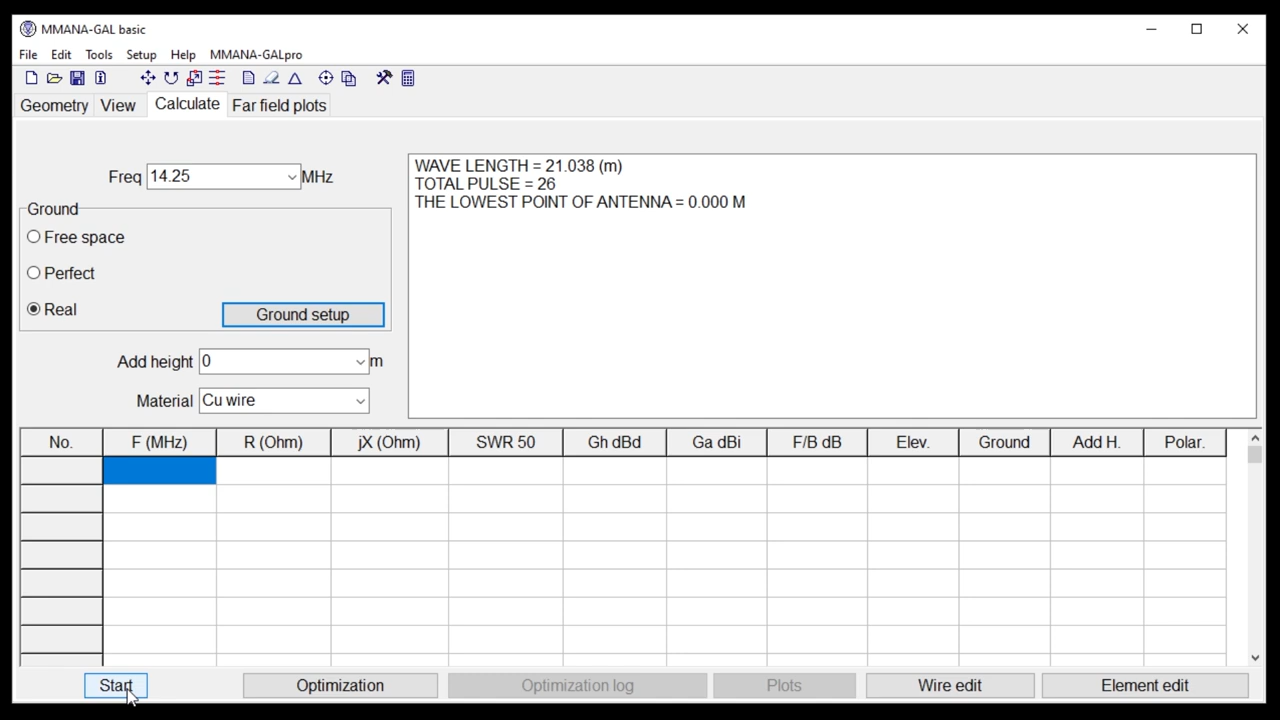 MMANA-GAL basic
File Edit Tools Setup Help MMANA-GALpro
Geometry View Calculate Far field plots
Freq 14.25 MHz
Ground
Free space
Perfect
Real
Ground setup
Add height 0 m
Material Cu wire
WAVE LENGTH = 21.038 (m)
TOTAL PULSE = 26
THE LOWEST POINT OF ANTENNA = 0.000 M
No. F (MHz) R (Ohm) jX (Ohm) SWR 50 Gh dBd Ga dBi F/B dB Elev. Ground Add H. Polar.
Start Optimization Optimization log Plots Wire edit Element edit